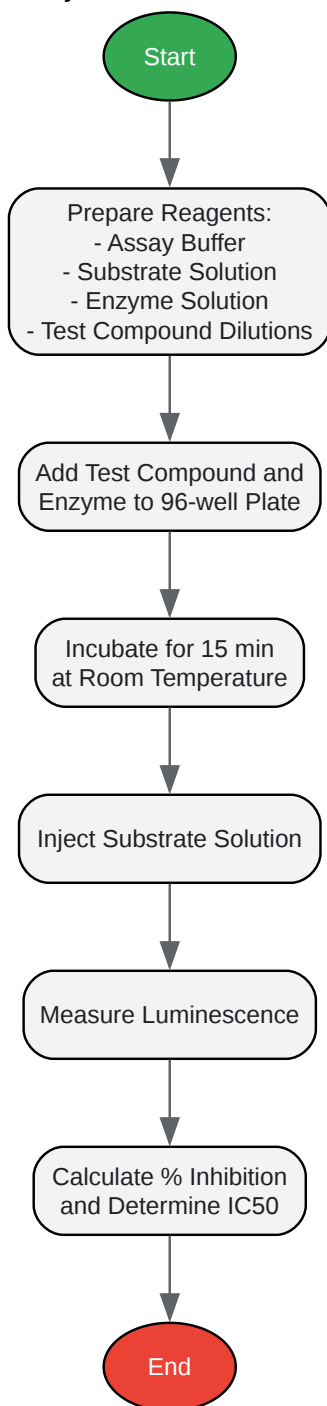 Start
Prepare Reagents:
- Assay Buffer
- Substrate Solution
- Enzyme Solution
- Test Compound Dilutions
Add Test Compound and
Enzyme to 96-well Plate
Incubate for 15 min
at Room Temperature
Inject Substrate Solution
Measure Luminescence
Calculate % Inhibition
and Determine IC50
End